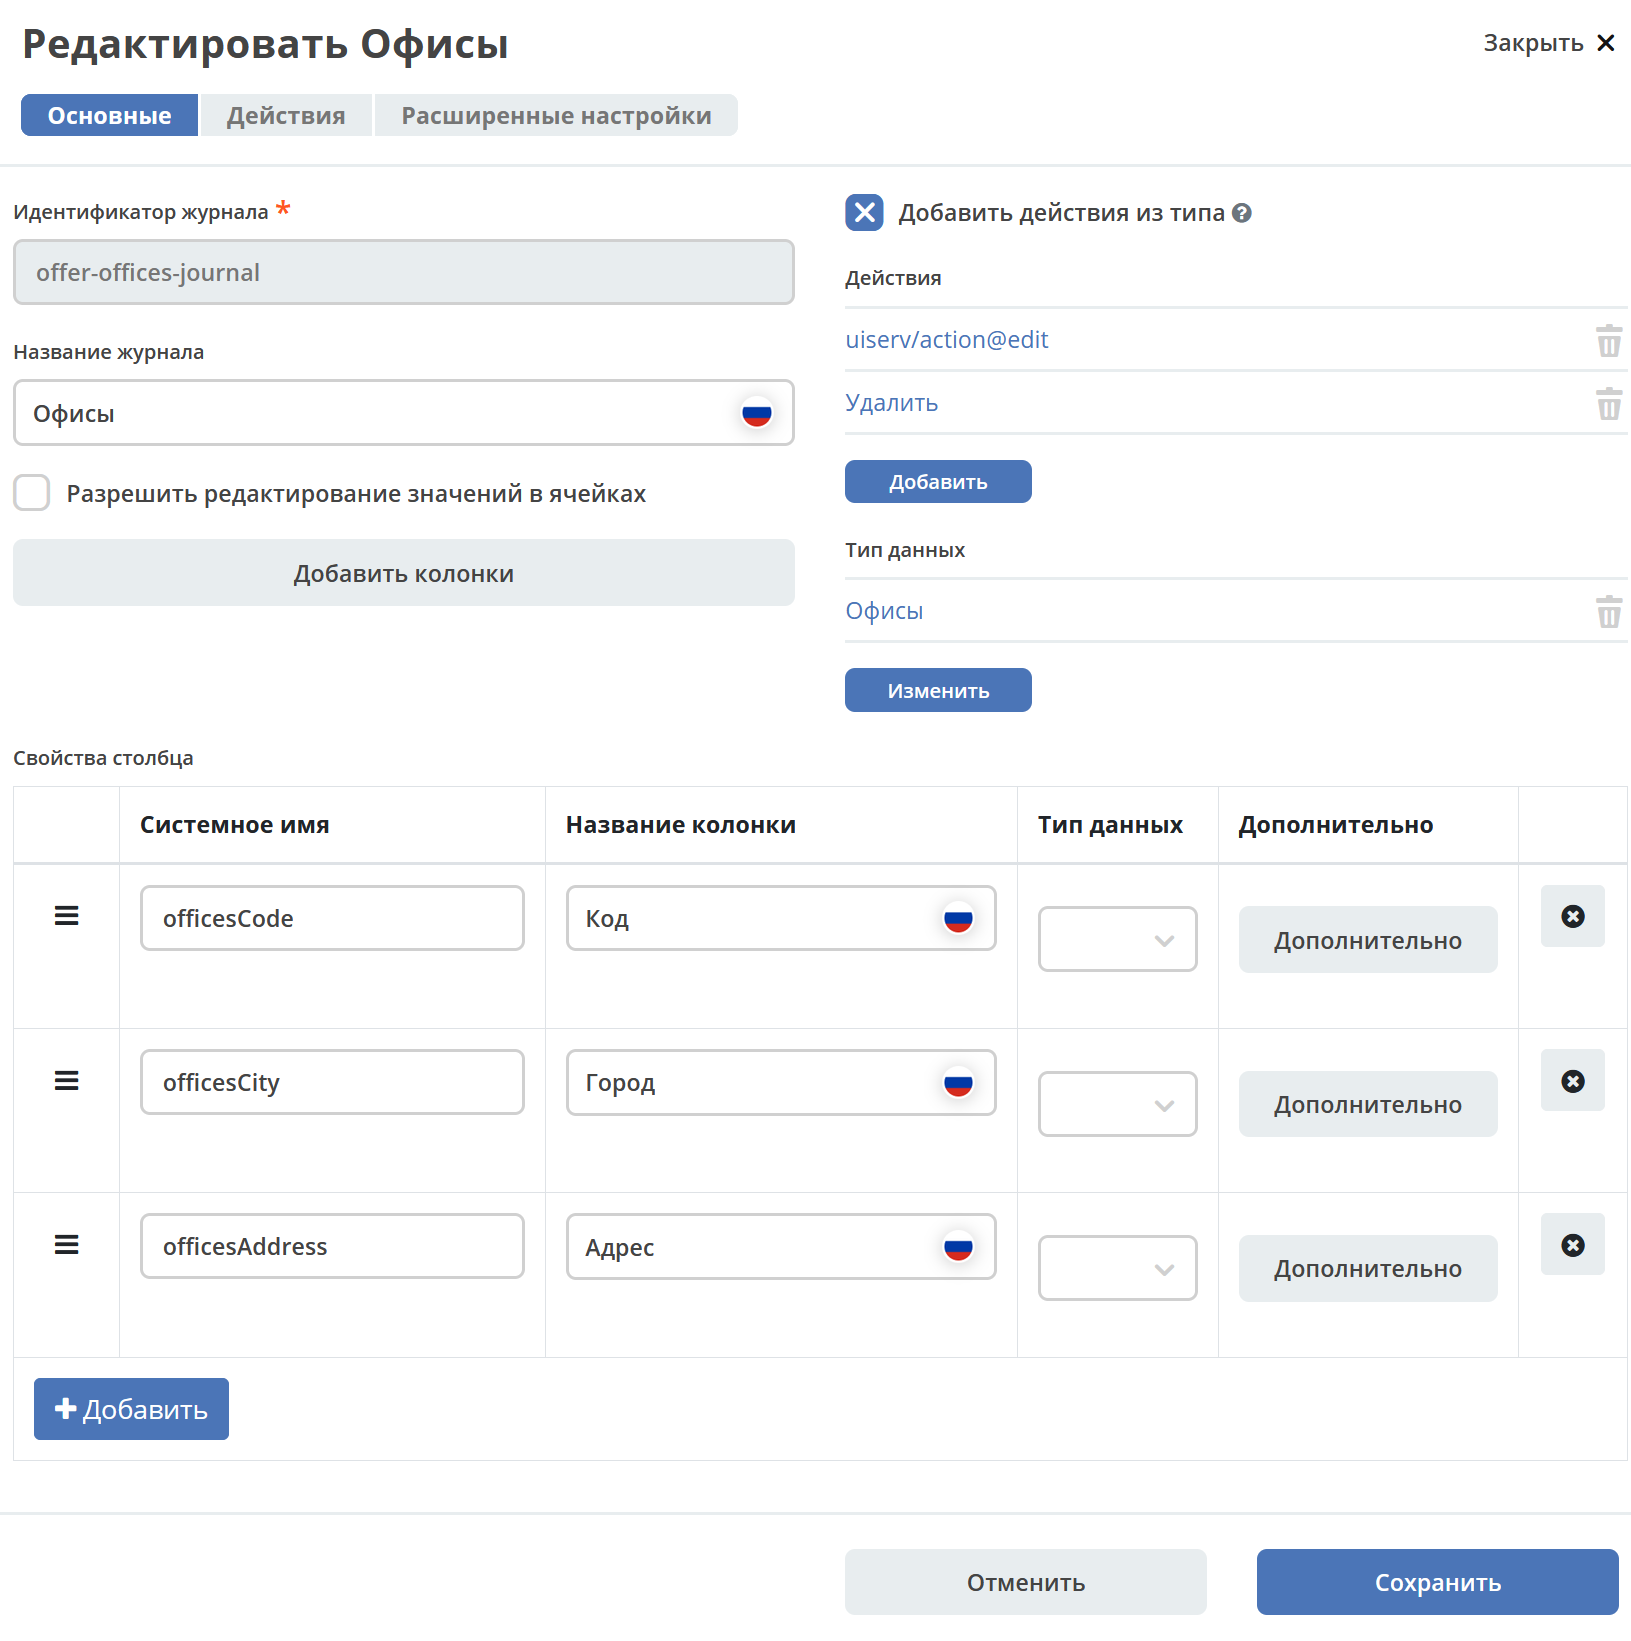 Редактировать Офисы
Закрыть
Основные
Действия
Расширенные настройки
Идентификатор журнала *
offer-offices-journal
Название журнала
Офисы
Разрешить редактирование значений в ячейках
Добавить колонки
Добавить действия из типа
Действия
uiserv/action@edit
Удалить
Добавить
Тип данных
Офисы
Изменить
Свойства столбца
Системное имя
Название колонки
Тип данных
Дополнительно
officesCode
Код
Дополнительно
officesCity
Город
Дополнительно
officesAddress
Адрес
Дополнительно
Добавить
Отменить
Сохранить